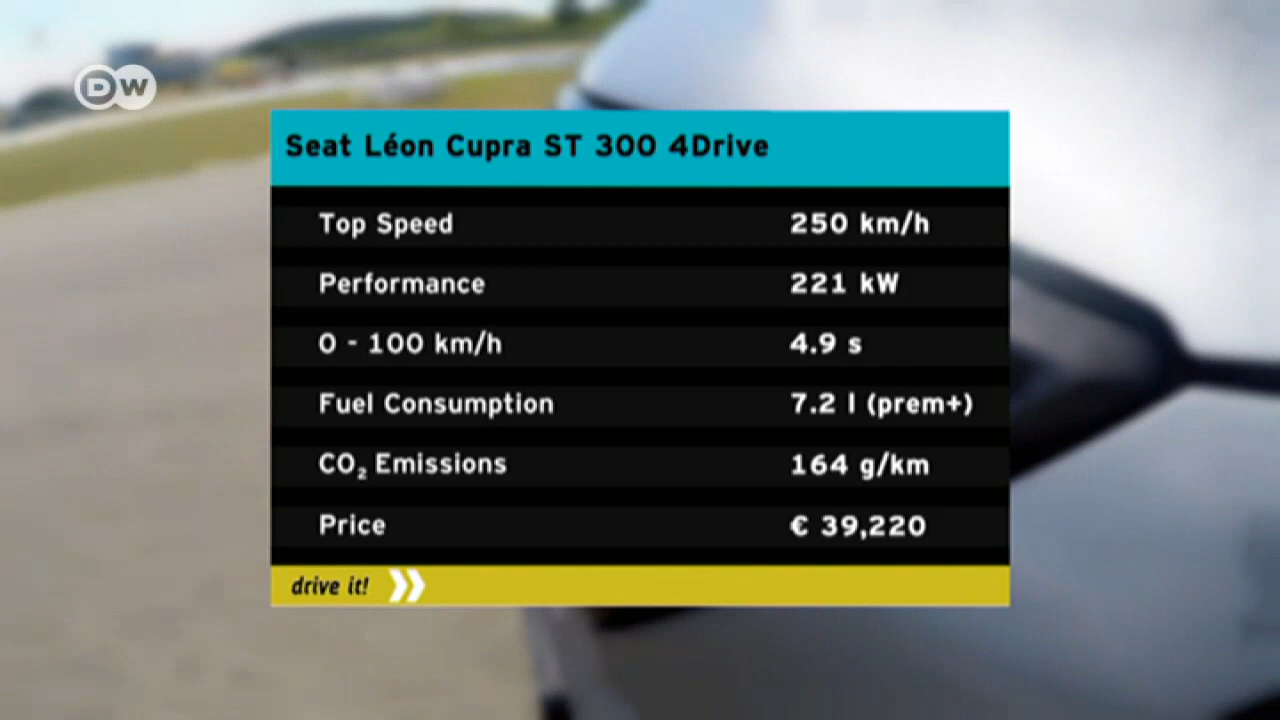 DW
Seat Léon Cupra ST 300 4Drive
Top Speed 250 km/h
Performance 221 kW
0 - 100 km/h 4.9 s
Fuel Consumption 7.2 l (prem+)
CO₂ Emissions 164 g/km
Price € 39,220
drive it!